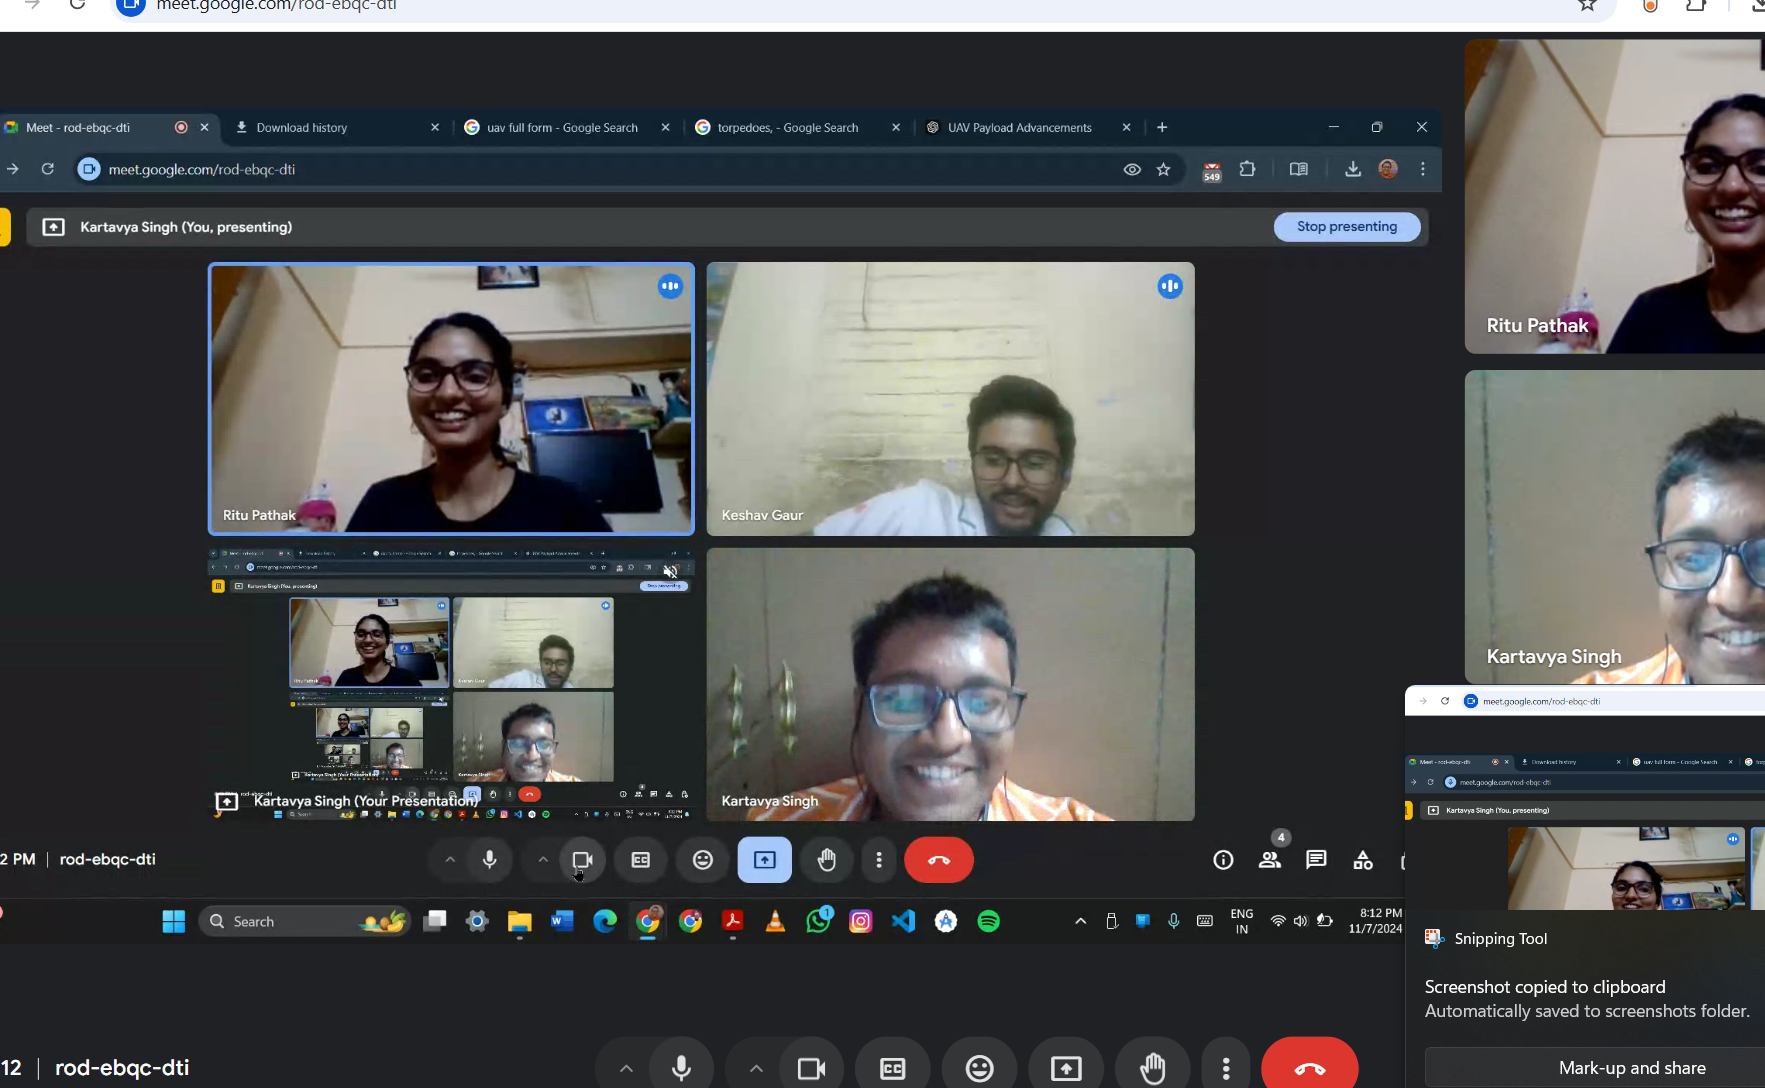 meet.google.com/rod-ebqc-dti
Meet - rod-ebqc-dti
Download history
uav full form - Google Search
torpedoes, - Google Search
UAV Payload Advancements
meet.google.com/rod-ebqc-dti
549
Kartavya Singh (You, presenting)
Stop presenting
Ritu Pathak
Keshav Gaur
Kartavya Singh (Your Presentation)
Kartavya Singh
2 PM | rod-ebqc-dti
CC
4
Search
1
ENG
IN
8:12 PM
11/7/2024
Ritu Pathak
Kartavya Singh
meet.google.com/rod-ebqc-dti
Meet - rod-ebqc-dti
Download history
uav full form - Google Search
meet.google.com/rod-ebqc-dti
Kartavya Singh (You, presenting)
Snipping Tool
Screenshot copied to clipboard
Automatically saved to screenshots folder.
Mark-up and share
12 | rod-ebqc-dti
CC